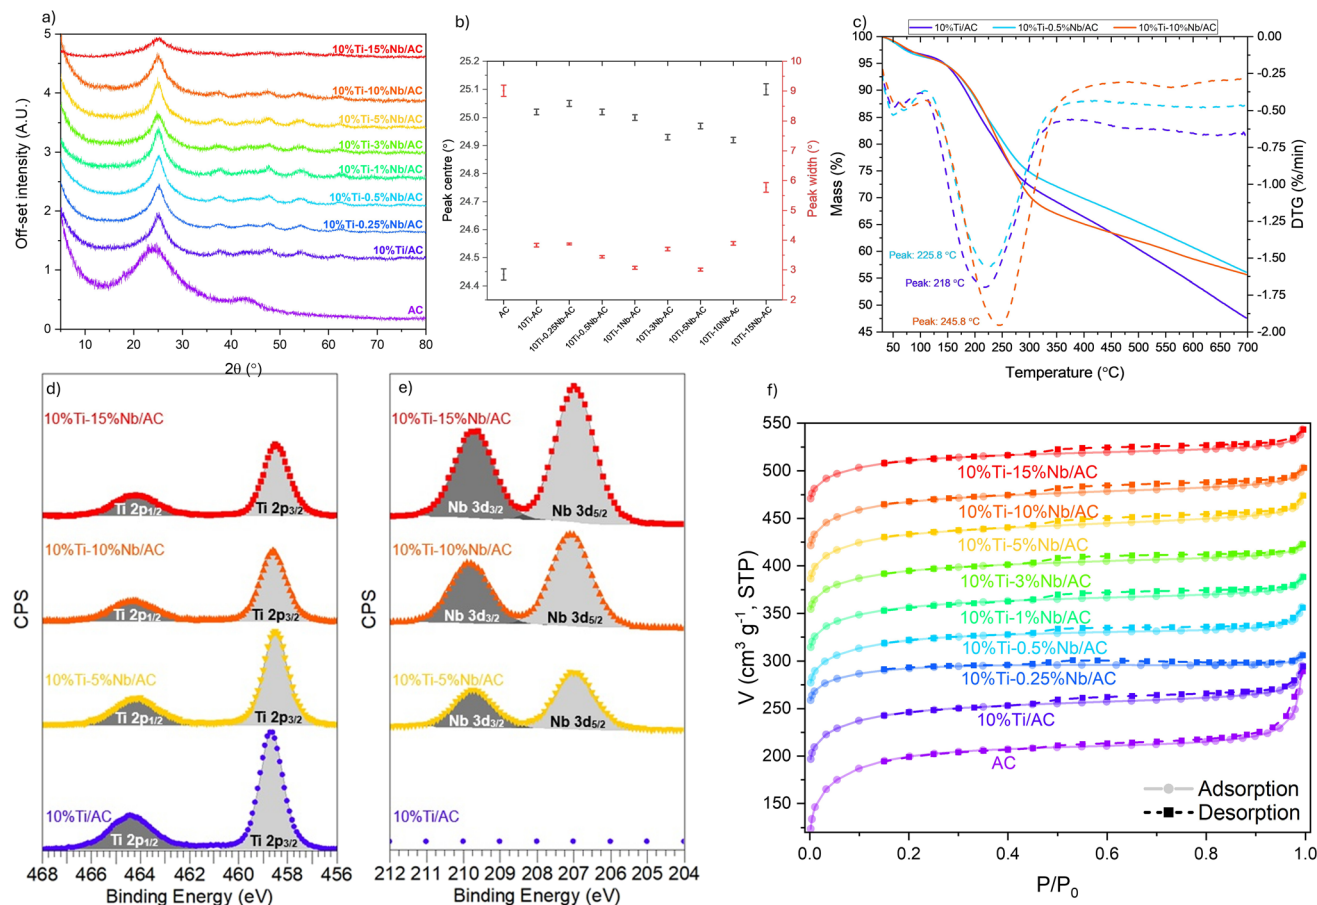 a)
5
4
3
2
1
0
Off-set intensity (A.U.)
10%Ti-15%Nb/AC
10%Ti-10%Nb/AC
10%Ti-5%Nb/AC
10%Ti-3%Nb/AC
10%Ti-1%Nb/AC
10%Ti-0.5%Nb/AC
10%Ti-0.25%Nb/AC
10%Ti/AC
AC
10 20 30 40 50 60 70 80
2θ (°)
b)
25.2
25.1
25.0
24.9
24.8
24.7
24.6
24.5
24.4
Peak centre (°)
10
9
8
7
6
5
4
3
2
Peak width (°)
AC
10Ti-AC
10Ti-0.25Nb-AC
10Ti-0.5Nb-AC
10Ti-1Nb-AC
10Ti-3Nb-AC
10Ti-5Nb-AC
10Ti-10Nb-AC
10Ti-15Nb-AC
c)
10%Ti/AC 10%Ti-0.5%Nb/AC 10%Ti-10%Nb/AC
100
95
90
85
80
75
70
65
60
55
50
45
Mass (%)
0.00
-0.25
-0.50
-0.75
-1.00
-1.25
-1.50
-1.75
-2.00
DTG (%/min)
Peak: 225.8 °C
Peak: 218 °C
Peak: 245.8 °C
50 100 150 200 250 300 350 400 450 500 550 600 650 700
Temperature (°C)
d)
10%Ti-15%Nb/AC
Ti 2p1/2
Ti 2p3/2
10%Ti-10%Nb/AC
Ti 2p1/2
Ti 2p3/2
10%Ti-5%Nb/AC
Ti 2p1/2
Ti 2p3/2
10%Ti/AC
Ti 2p1/2
Ti 2p3/2
CPS
468 466 464 462 460 458 456
Binding Energy (eV)
e)
10%Ti-15%Nb/AC
Nb 3d3/2
Nb 3d5/2
10%Ti-10%Nb/AC
Nb 3d3/2
Nb 3d5/2
10%Ti-5%Nb/AC
Nb 3d3/2
Nb 3d5/2
10%Ti/AC
CPS
212 211 210 209 208 207 206 205 204
Binding Energy (eV)
f)
550
500
450
400
350
300
250
200
150
V (cm³ g⁻¹, STP)
10%Ti-15%Nb/AC
10%Ti-10%Nb/AC
10%Ti-5%Nb/AC
10%Ti-3%Nb/AC
10%Ti-1%Nb/AC
10%Ti-0.5%Nb/AC
10%Ti-0.25%Nb/AC
10%Ti/AC
AC
Adsorption
Desorption
0.0 0.2 0.4 0.6 0.8 1.0
P/P0